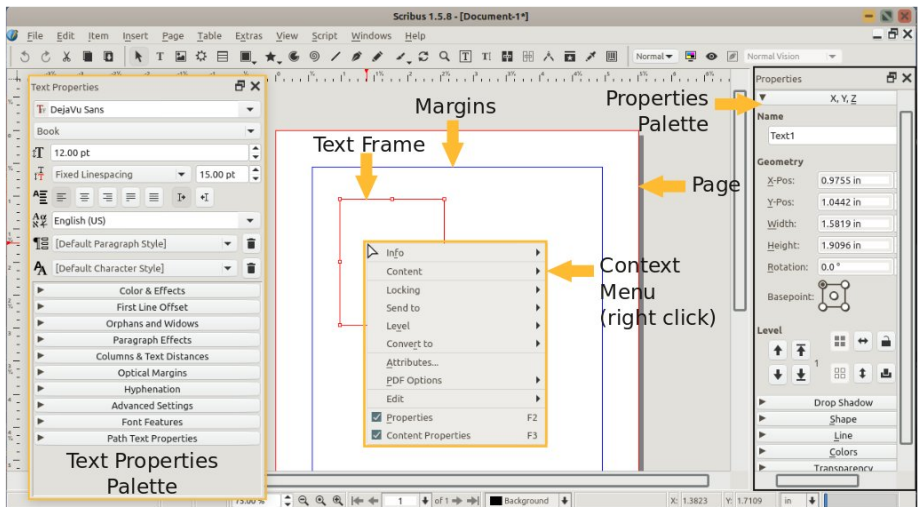 Scribus 1.5.8 - [Document-1*]
File Edit Item Insert Page Table Extras View Script Windows Help
Normal
Normal Vision
Text Properties
DejaVu Sans
Book
12.00 pt
Fixed Linespacing 15.00 pt
English (US)
[Default Paragraph Style]
[Default Character Style]
Color & Effects
First Line Offset
Orphans and Widows
Paragraph Effects
Columns & Text Distances
Optical Margins
Hyphenation
Advanced Settings
Font Features
Path Text Properties
Text Properties
Palette
Margins
Text Frame
Properties
Palette
Page
Context
Menu
(right click)
Info
Content
Locking
Send to
Level
Convert to
Attributes...
PDF Options
Edit
Properties F2
Content Properties F3
Properties
X, Y, Z
Name
Text1
Geometry
X-Pos: 0.9755 in
Y-Pos: 1.0442 in
Width: 1.5819 in
Height: 1.9096 in
Rotation: 0.0 °
Basepoint:
Level
1
Drop Shadow
Shape
Line
Colors
Transparency
75.00 % 1 of 1 Background X: 1.3823 Y: 1.7109 in